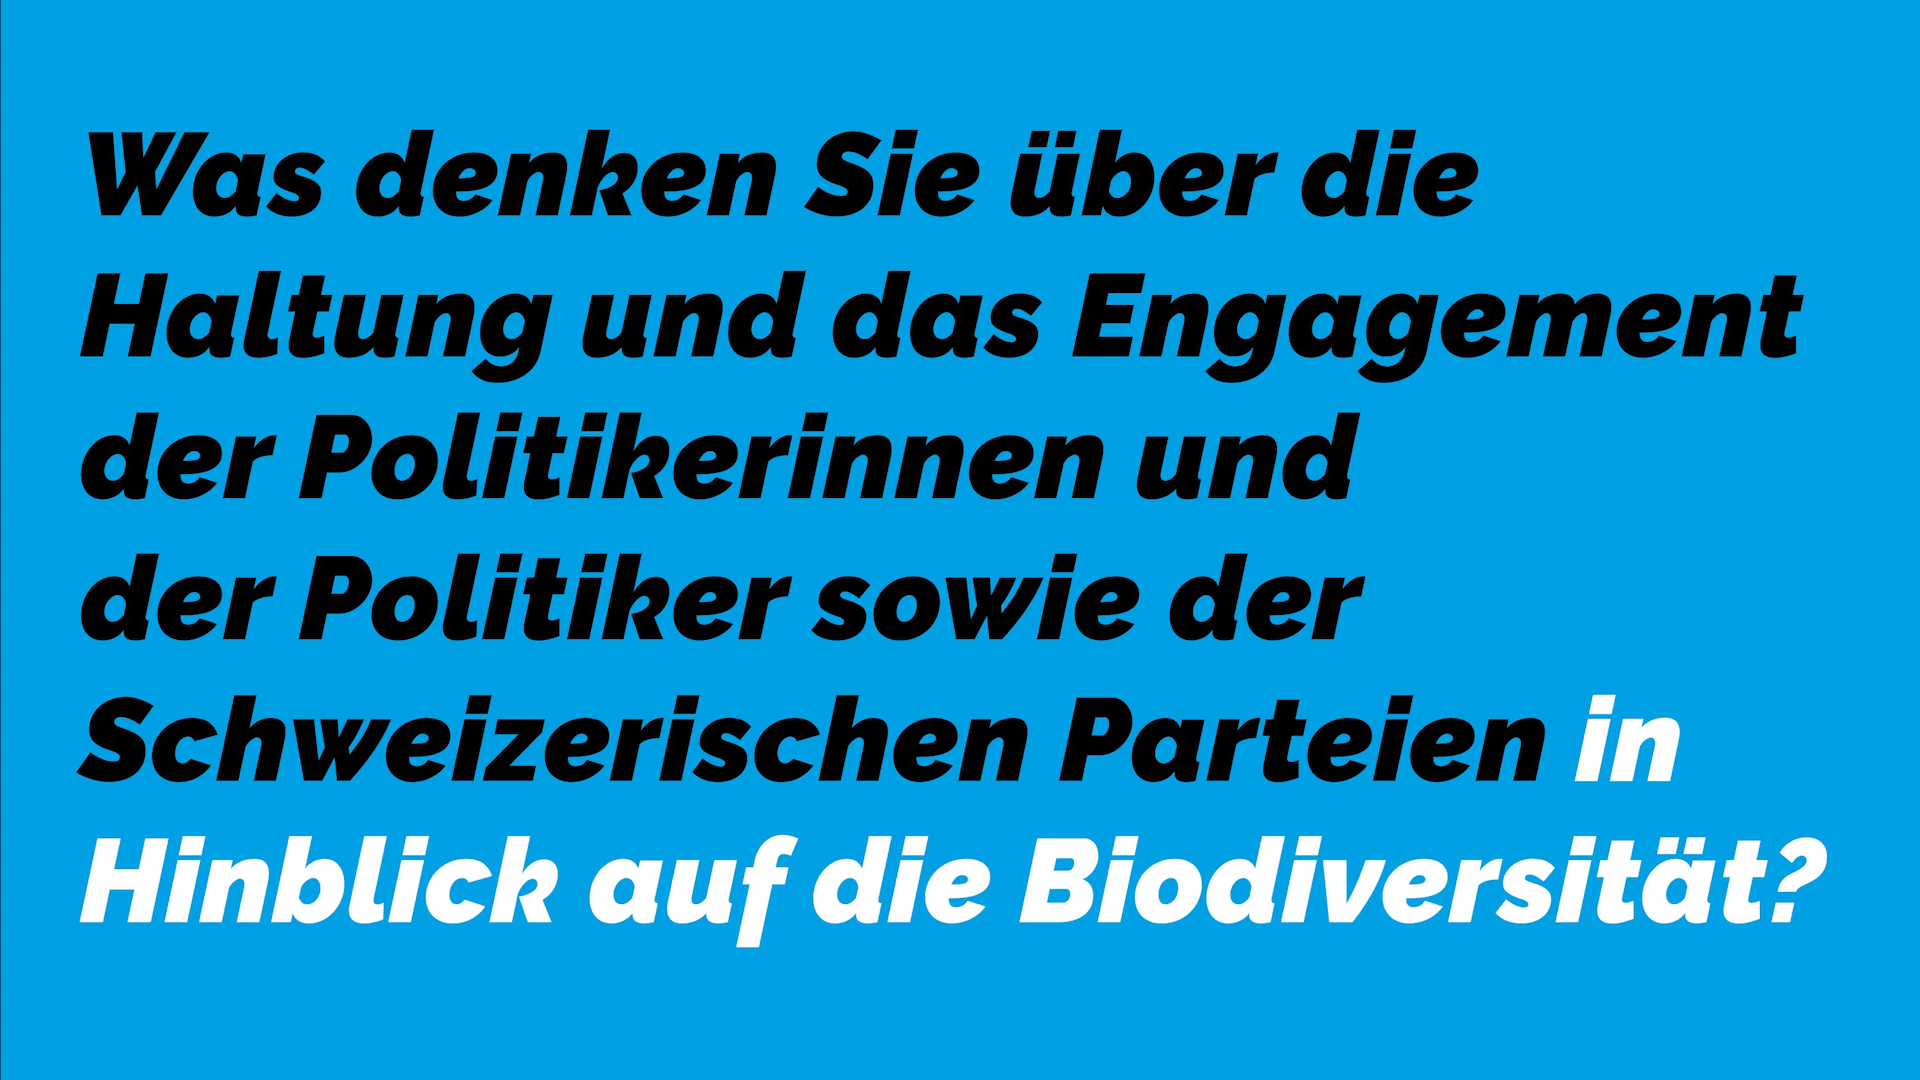 Was denken Sie über die
Haltung und das Engagement
der Politikerinnen und
der Politiker sowie der
Schweizerischen Parteien in
Hinblick auf die Biodiversität?